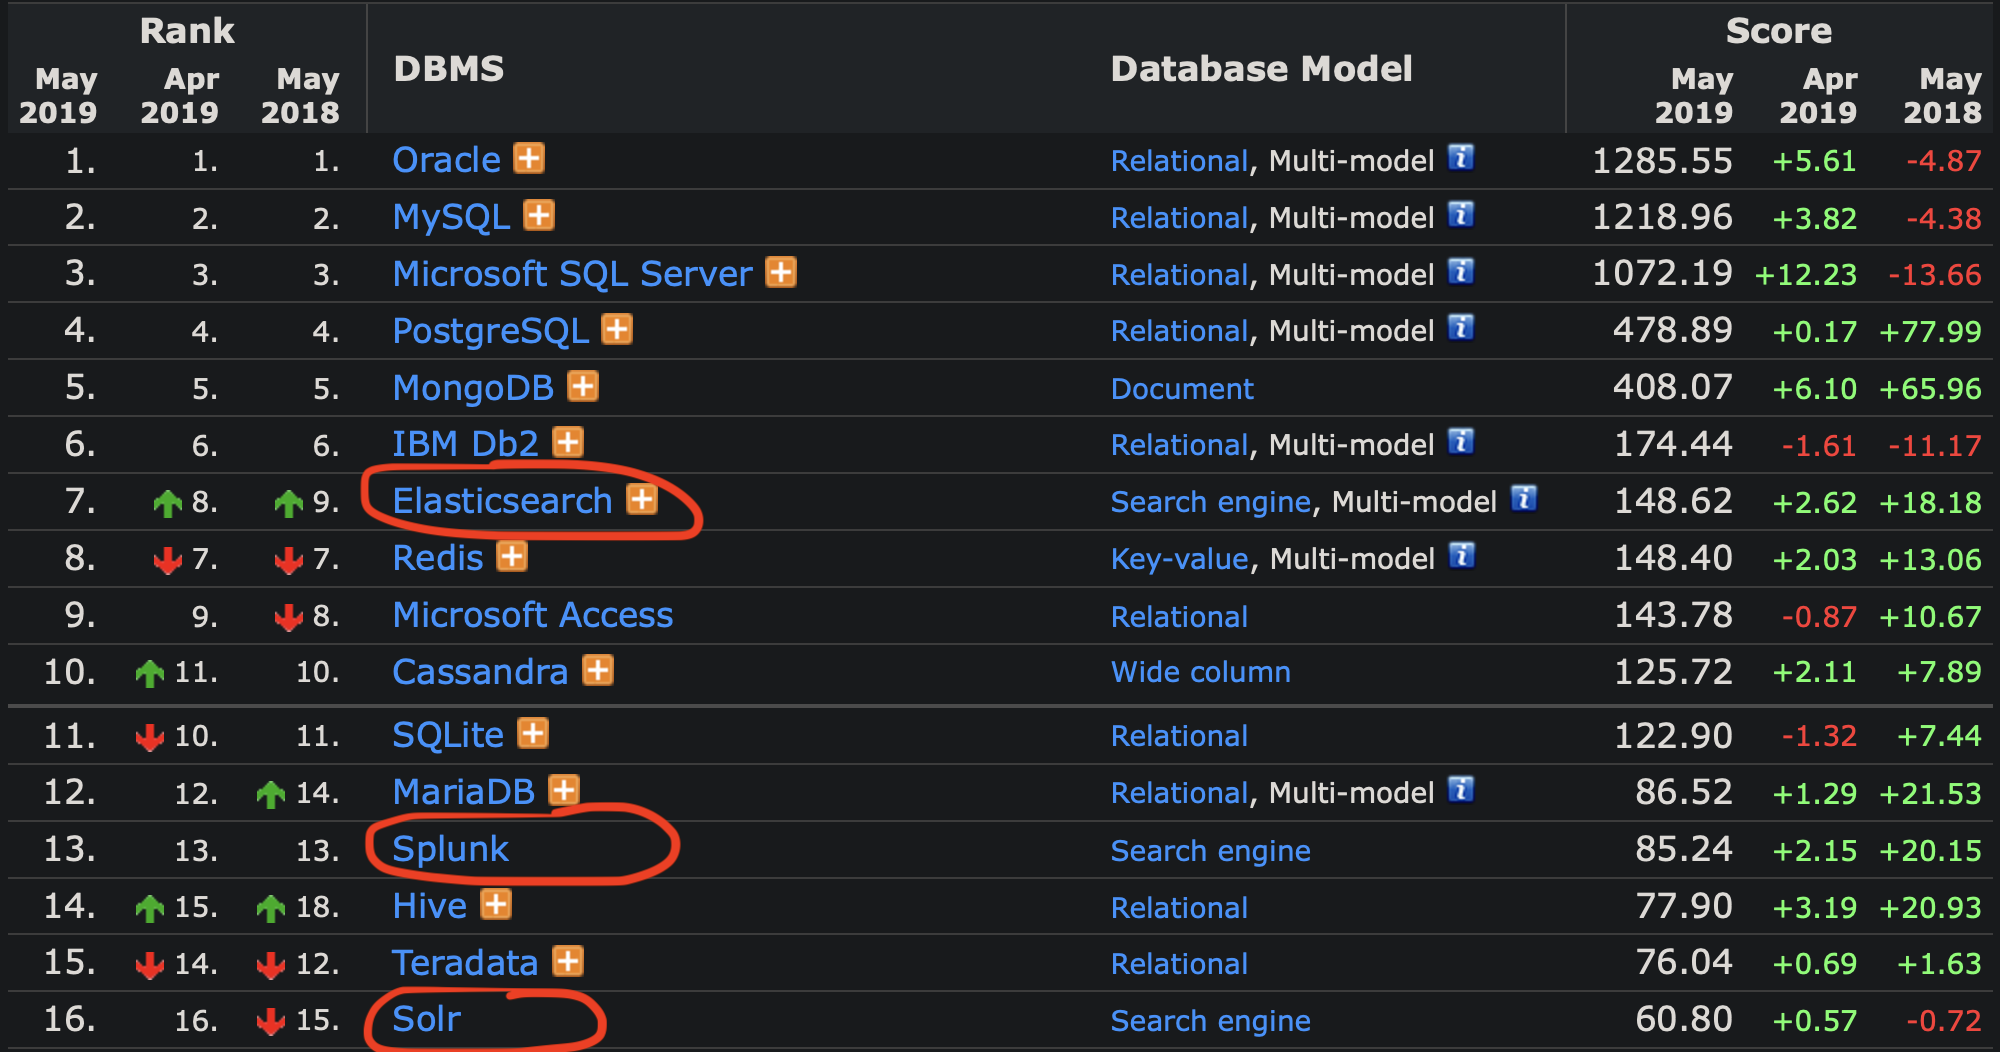 Rank DBMS Database Model Score
May 2019 Apr 2019 May 2018 May 2019 Apr 2019 May 2018
1. 1. 1. Oracle Relational, Multi-model i 1285.55 +5.61 -4.87
2. 2. 2. MySQL Relational, Multi-model i 1218.96 +3.82 -4.38
3. 3. 3. Microsoft SQL Server Relational, Multi-model i 1072.19 +12.23 -13.66
4. 4. 4. PostgreSQL Relational, Multi-model i 478.89 +0.17 +77.99
5. 5. 5. MongoDB Document 408.07 +6.10 +65.96
6. 6. 6. IBM Db2 Relational, Multi-model i 174.44 -1.61 -11.17
7. 8. 9. Elasticsearch Search engine, Multi-model i 148.62 +2.62 +18.18
8. 7. 7. Redis Key-value, Multi-model i 148.40 +2.03 +13.06
9. 9. 8. Microsoft Access Relational 143.78 -0.87 +10.67
10. 11. 10. Cassandra Wide column 125.72 +2.11 +7.89
11. 10. 11. SQLite Relational 122.90 -1.32 +7.44
12. 12. 14. MariaDB Relational, Multi-model i 86.52 +1.29 +21.53
13. 13. 13. Splunk Search engine 85.24 +2.15 +20.15
14. 15. 18. Hive Relational 77.90 +3.19 +20.93
15. 14. 12. Teradata Relational 76.04 +0.69 +1.63
16. 16. 15. Solr Search engine 60.80 +0.57 -0.72